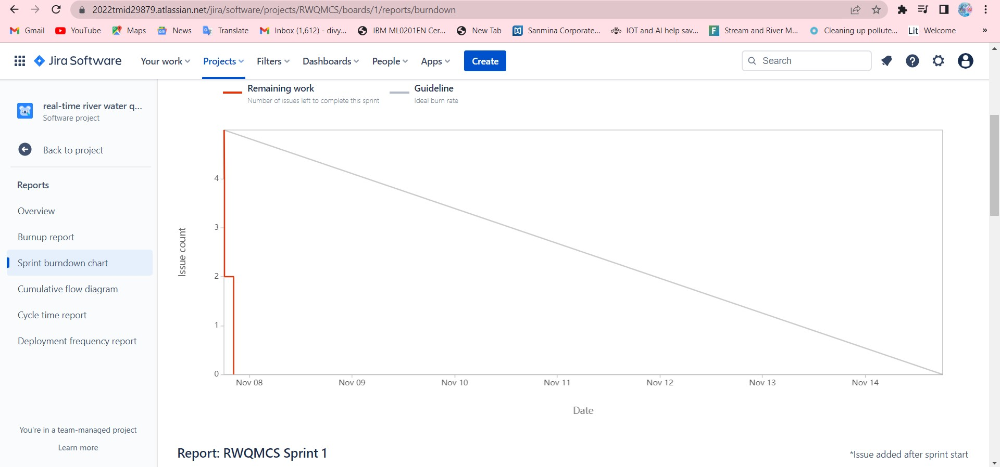 2022tmid29879.atlassian.net/jira/software/projects/RWQMCS/boards/1/reports/burndown
Gmail YouTube Maps News Translate Inbox (1,612) - divy... IBM ML0201EN Cer... New Tab Sanmina Corporate... IOT and AI help sav... Stream and River M... Cleaning up pollute... Lit Welcome »
Jira Software Your work Projects Filters Dashboards People Apps Create Search
real-time river water q...
Software project
Back to project
Reports
Overview
Burnup report
Sprint burndown chart
Cumulative flow diagram
Cycle time report
Deployment frequency report
You're in a team-managed project
Learn more
Remaining work Guideline
Number of issues left to complete this sprint Ideal burn rate
Issue count
4
3
2
1
0
Nov 08 Nov 09 Nov 10 Nov 11 Nov 12 Nov 13 Nov 14
Date
Report: RWQMCS Sprint 1
*Issue added after sprint start